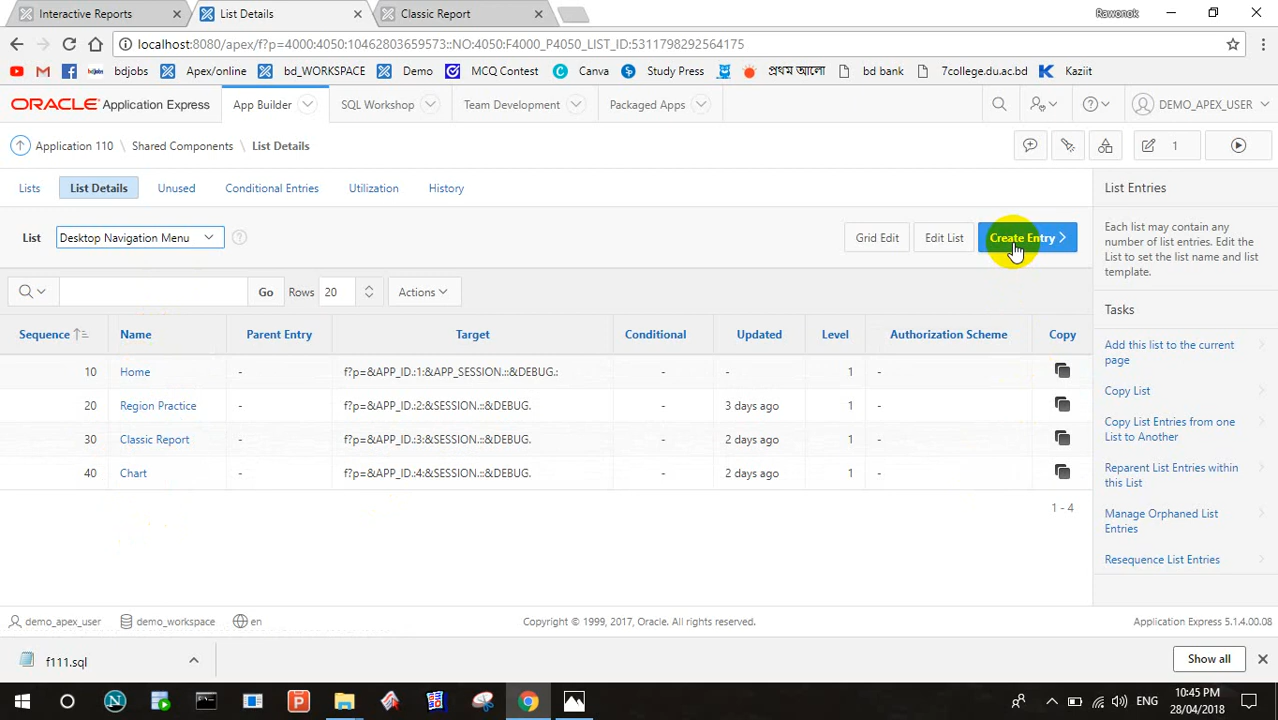 Interactive Reports
List Details
Classic Report
Rawonok
localhost:8080/apex/f?p=4000:4050:10462803659573::NO:4050:F4000_P4050_LIST_ID:5311798292564175
bdjobs Apex/online bd_WORKSPACE Demo MCQ Contest Canva Study Press প্রথম আলো bd bank 7college.du.ac.bd Kaziit
ORACLE Application Express App Builder SQL Workshop Team Development Packaged Apps DEMO_APEX_USER
Application 110 \ Shared Components \ List Details 1
Lists List Details Unused Conditional Entries Utilization History
List Desktop Navigation Menu Grid Edit Edit List Create Entry
Go Rows 20 Actions
Sequence Name Parent Entry Target Conditional Updated Level Authorization Scheme Copy
10 Home - f?p=&APP_ID.:1:&APP_SESSION.::&DEBUG.: - - 1 -
20 Region Practice - f?p=&APP_ID.:2:&SESSION.::&DEBUG. - 3 days ago 1 -
30 Classic Report - f?p=&APP_ID.:3:&SESSION.::&DEBUG. - 2 days ago 1 -
40 Chart - f?p=&APP_ID.:4:&SESSION.::&DEBUG. - 2 days ago 1 -
1 - 4
List Entries
Each list may contain any
number of list entries. Edit the
List to set the list name and list
template.
Tasks
Add this list to the current
page
Copy List
Copy List Entries from one
List to Another
Reparent List Entries within
this List
Manage Orphaned List
Entries
Resequence List Entries
demo_apex_user demo_workspace en Copyright © 1999, 2017, Oracle. All rights reserved. Application Express 5.1.4.00.08
f111.sql Show all
ENG
10:45 PM
28/04/2018